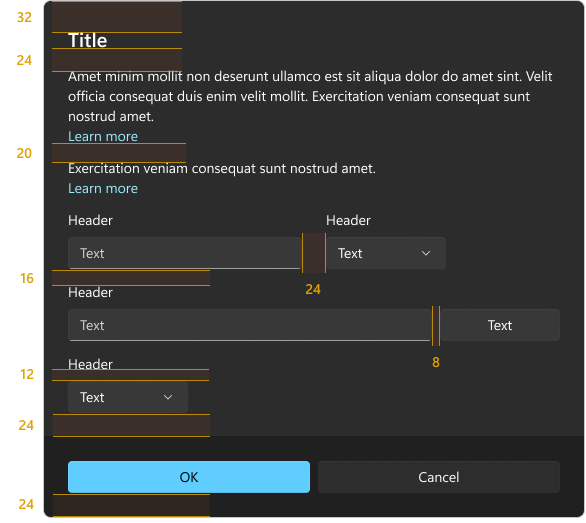 32
Title
24
Amet minim mollit non deserunt ullamco est sit aliqua dolor do amet sint. Velit
officia consequat duis enim velit mollit. Exercitation veniam consequat sunt
nostrud amet.
Learn more
20
Exercitation veniam consequat sunt nostrud amet.
Learn more
Header Header
Text Text
16
24
Header
Text Text
8
Header
12
Text
24
OK Cancel
24